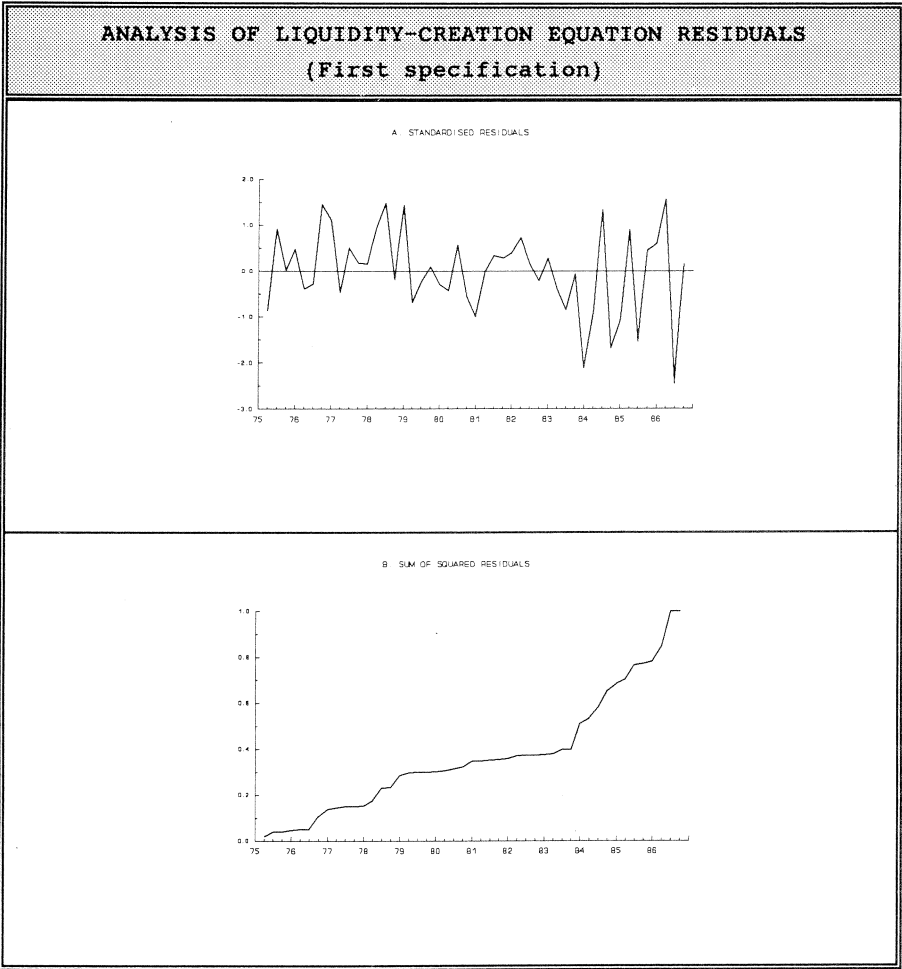 ANALYSIS OF LIQUIDITY-CREATION EQUATION RESIDUALS
(First specification)
A. STANDARDISED RESIDUALS
2.0
1.0
0.0
-1.0
-2.0
-3.0
75 76 77 78 79 80 81 82 83 84 85 86
B. SUM OF SQUARED RESIDUALS
1.0
0.8
0.6
0.4
0.2
0.0
75 76 77 78 79 80 81 82 83 84 85 86